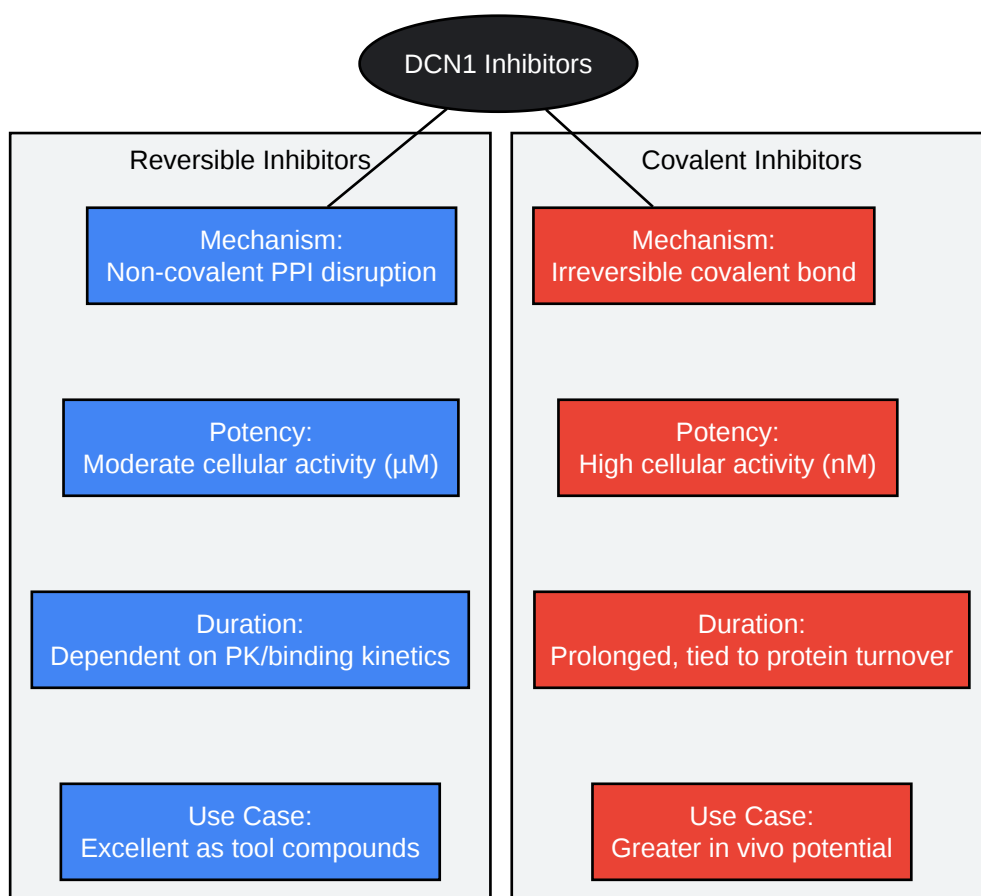 DCN1 Inhibitors
Reversible Inhibitors
Mechanism:
Non-covalent PPI disruption
Potency:
Moderate cellular activity (µM)
Duration:
Dependent on PK/binding kinetics
Use Case:
Excellent as tool compounds
Covalent Inhibitors
Mechanism:
Irreversible covalent bond
Potency:
High cellular activity (nM)
Duration:
Prolonged, tied to protein turnover
Use Case:
Greater in vivo potential